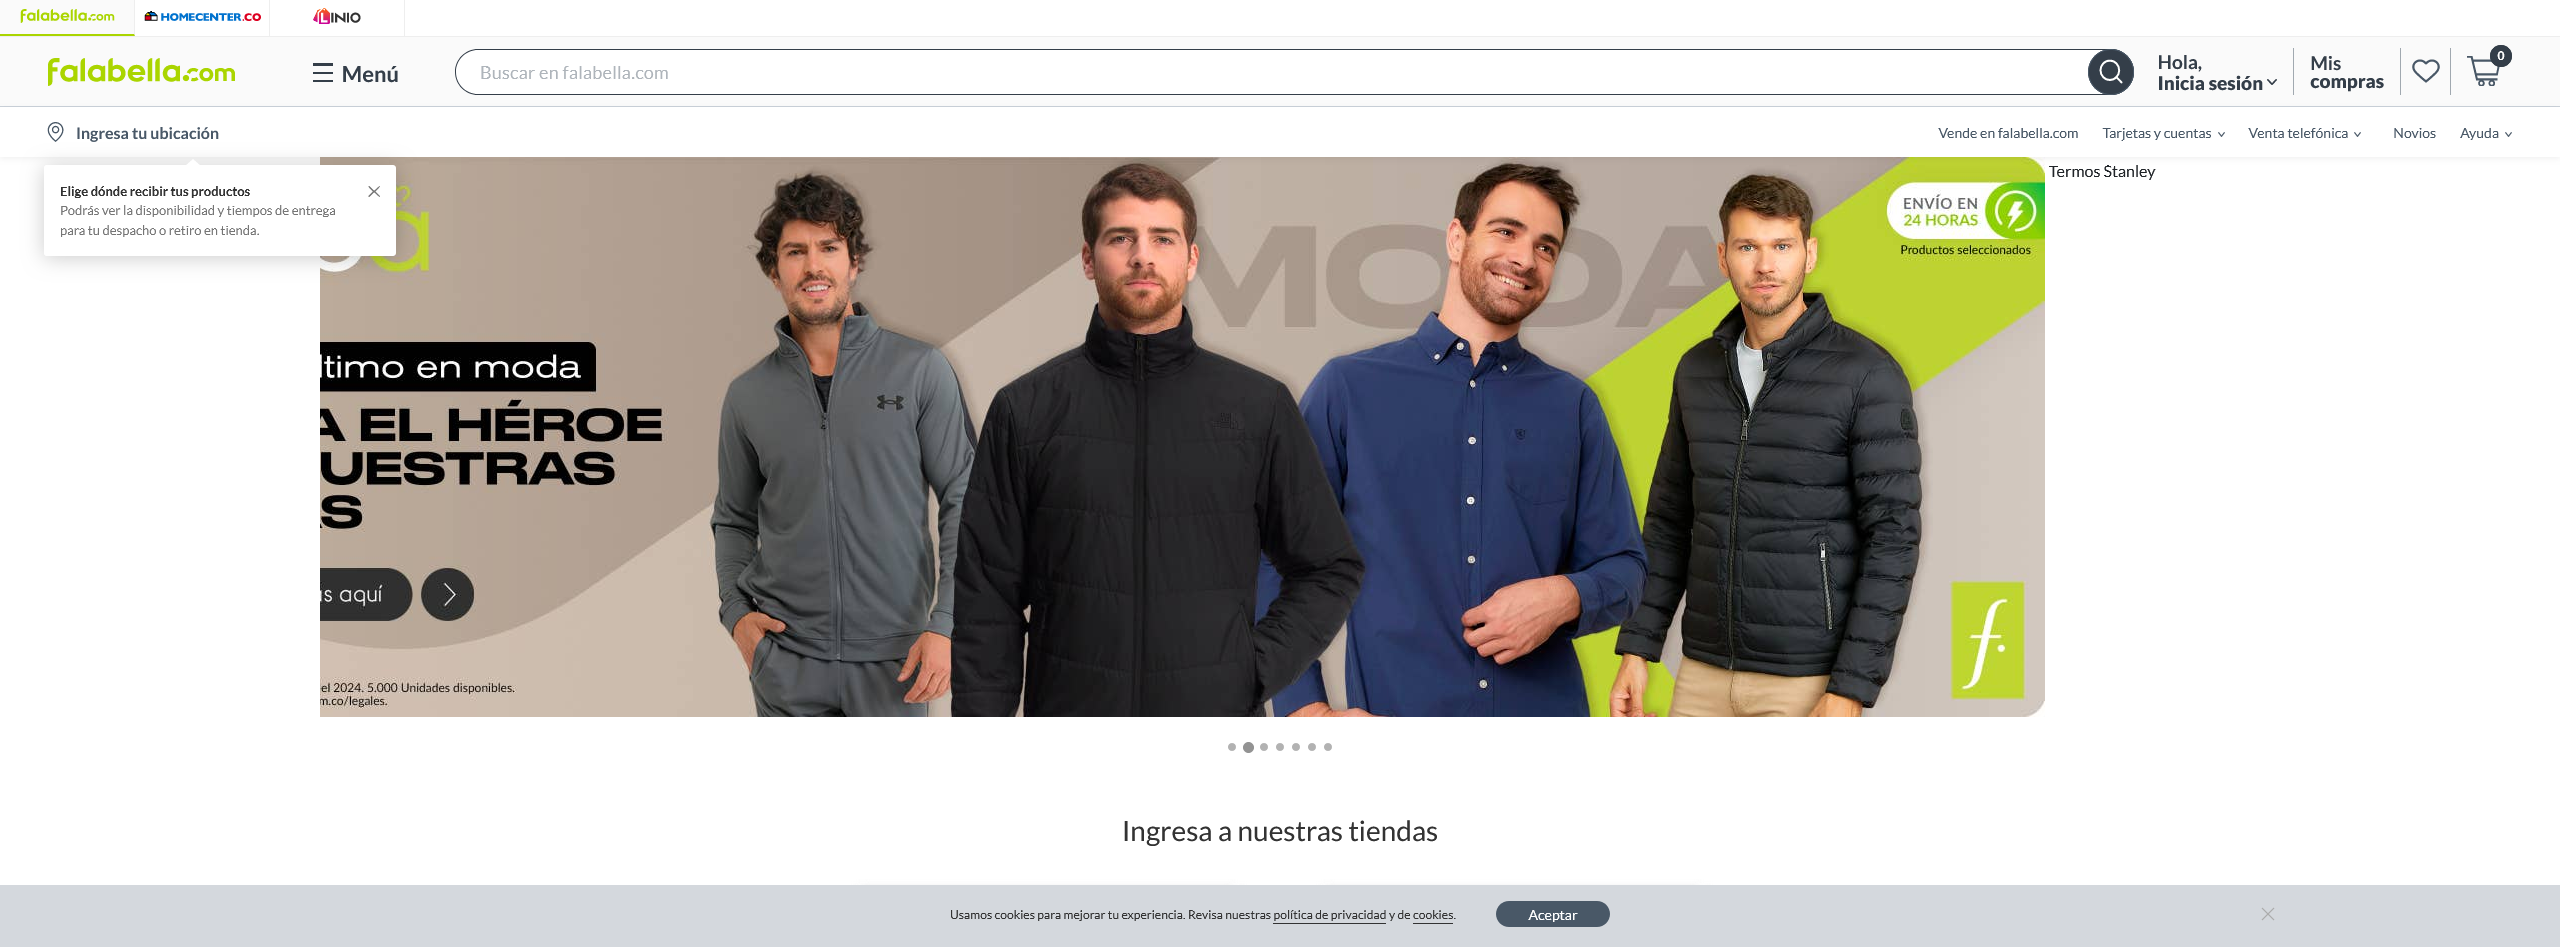 falabella.com
HOMECENTER.CO
LINIO
falabella.com
Menú
Buscar en falabella.com
Hola,
Inicia sesión
Mis
compras
0
Ingresa tu ubicación
Vende en falabella.com
Tarjetas y cuentas
Venta telefónica
Novios
Ayuda
Elige dónde recibir tus productos
Podrás ver la disponibilidad y tiempos de entrega
para tu despacho o retiro en tienda.
MODA
ENVÍO EN
24 HORAS
Productos seleccionados
Termos Stanley
ltimo en moda
A EL HÉROE
UESTRAS
AS
as aquí
el 2024. 5.000 Unidades disponibles.
m.co/legales.
f.
Ingresa a nuestras tiendas
Usamos cookies para mejorar tu experiencia. Revisa nuestras política de privacidad y de cookies.
Aceptar